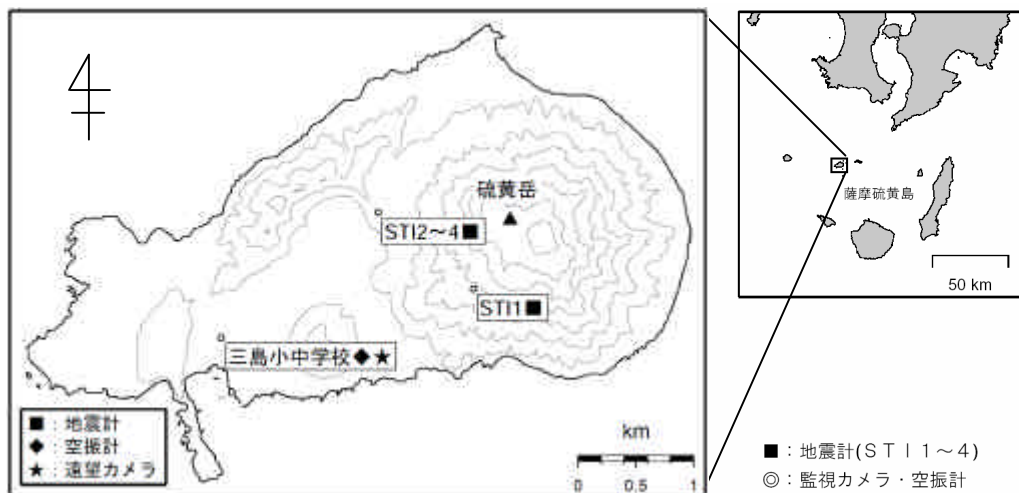 硫黄岳
STI2～4■
STI1■
三島小中学校◆★
■：地震計
◆：空振計
★：遠望カメラ
km
0 0.5 1
薩摩硫黄島
50 km
■：地震計(ＳＴＩ１～４)
◎：監視カメラ・空振計